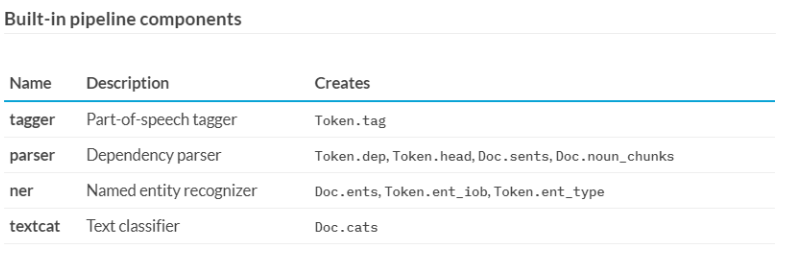 Built-in pipeline components
Name Description Creates
tagger Part-of-speech tagger Token.tag
parser Dependency parser Token.dep, Token.head, Doc.sents, Doc.noun_chunks
ner Named entity recognizer Doc.ents, Token.ent_iob, Token.ent_type
textcat Text classifier Doc.cats